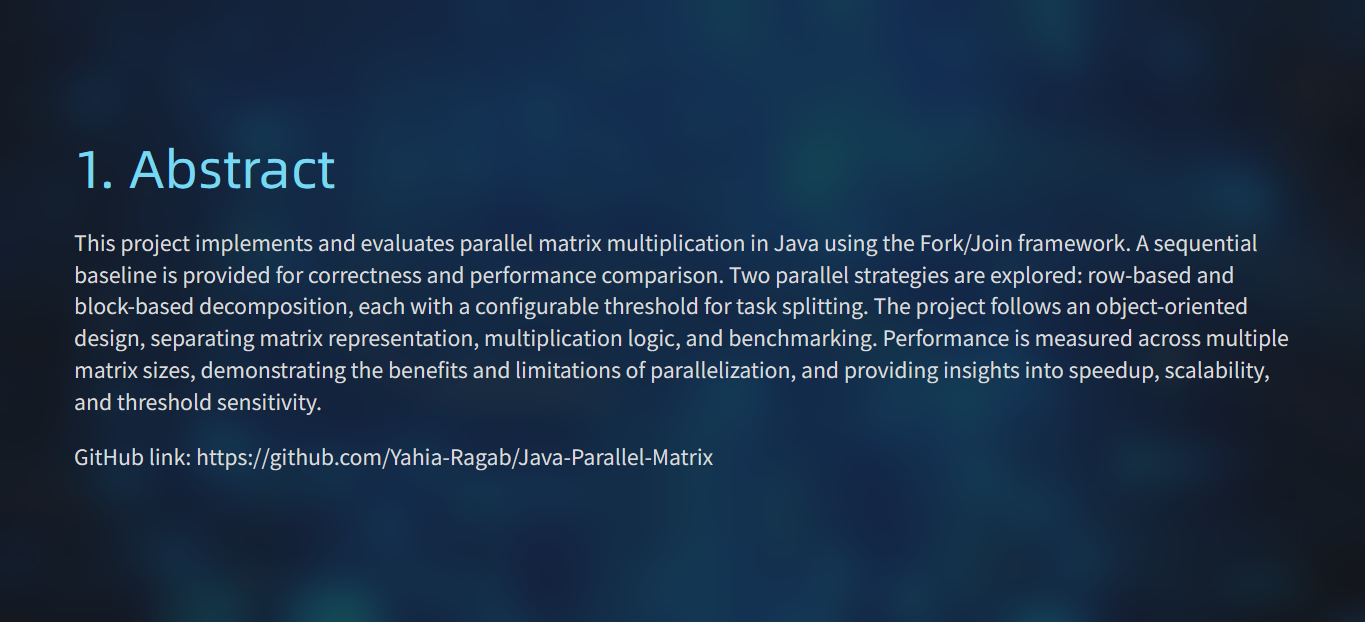 1. Abstract
This project implements and evaluates parallel matrix multiplication in Java using the Fork/Join framework. A sequential
baseline is provided for correctness and performance comparison. Two parallel strategies are explored: row-based and
block-based decomposition, each with a configurable threshold for task splitting. The project follows an object-oriented
design, separating matrix representation, multiplication logic, and benchmarking. Performance is measured across multiple
matrix sizes, demonstrating the benefits and limitations of parallelization, and providing insights into speedup, scalability,
and threshold sensitivity.
GitHub link: https://github.com/Yahia-Ragab/Java-Parallel-Matrix